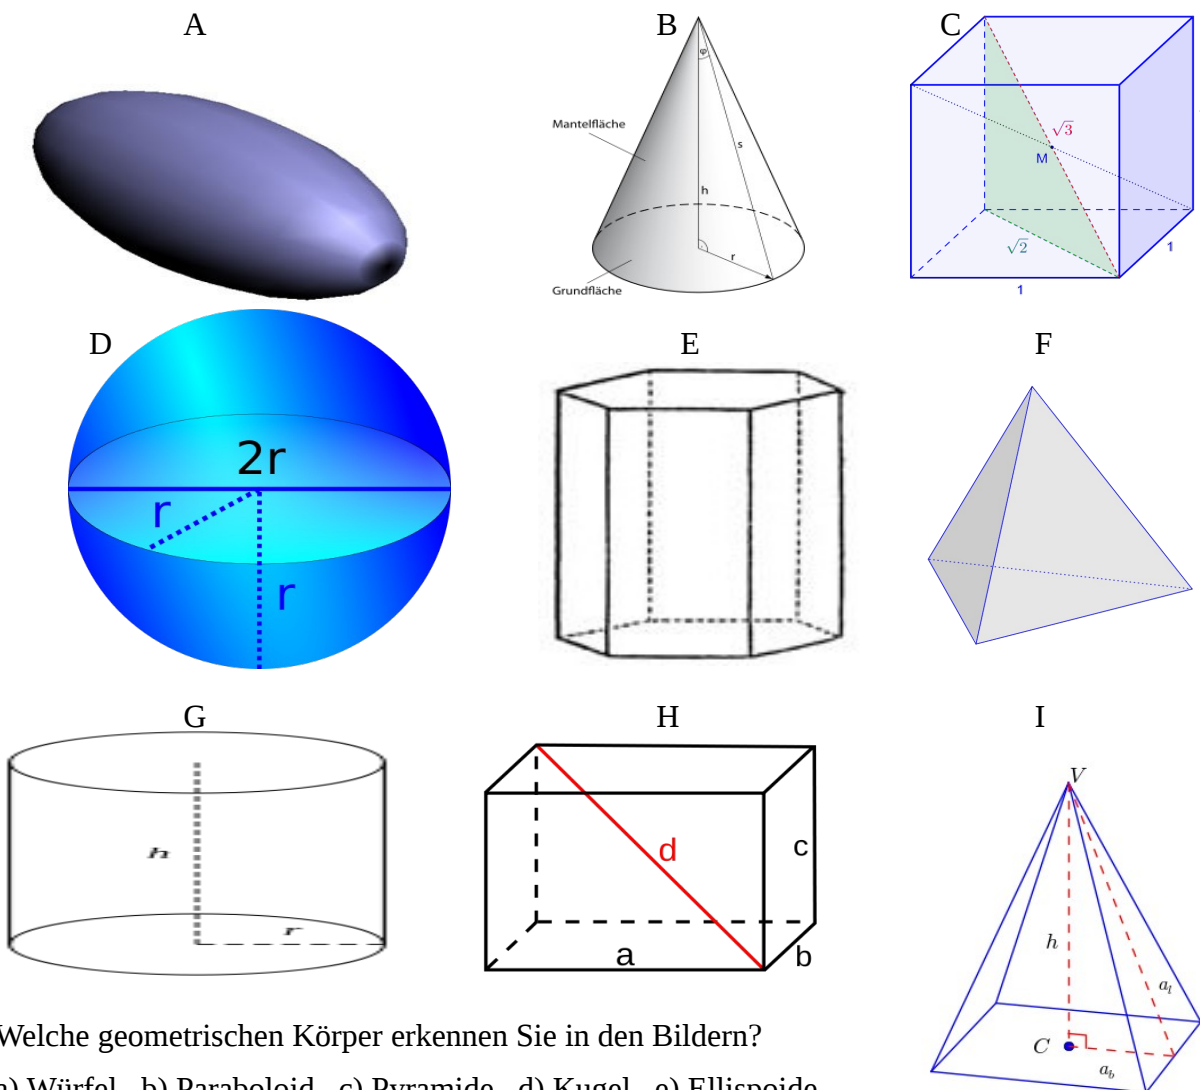 A
B
C
φ
Mantelfläche
s
h
r
Grundfläche
√3
M
√2
1
1
D
E
F
2r
r
r
G
H
I
h
r
d
c
a
b
V
h
a_l
C
a_b
Welche geometrischen Körper erkennen Sie in den Bildern?
a) Würfel b) Paraboloid c) Pyramide d) Kugel e) Ellispoide